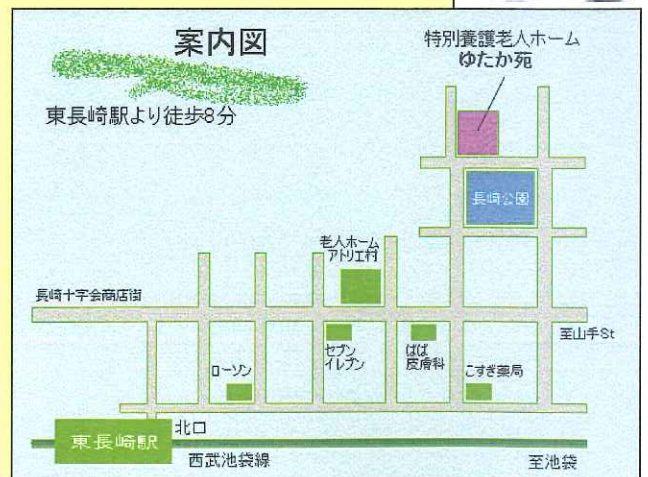 案内図
東長崎駅より徒歩8分
特別養護老人ホーム
ゆたか苑
長崎公園
老人ホーム
アトリエ村
長崎十字会商店街
至山手St
セブン
イレブン
ばば
皮膚科
ローソン
こすぎ薬局
北口
東長崎駅
西武池袋線
至池袋